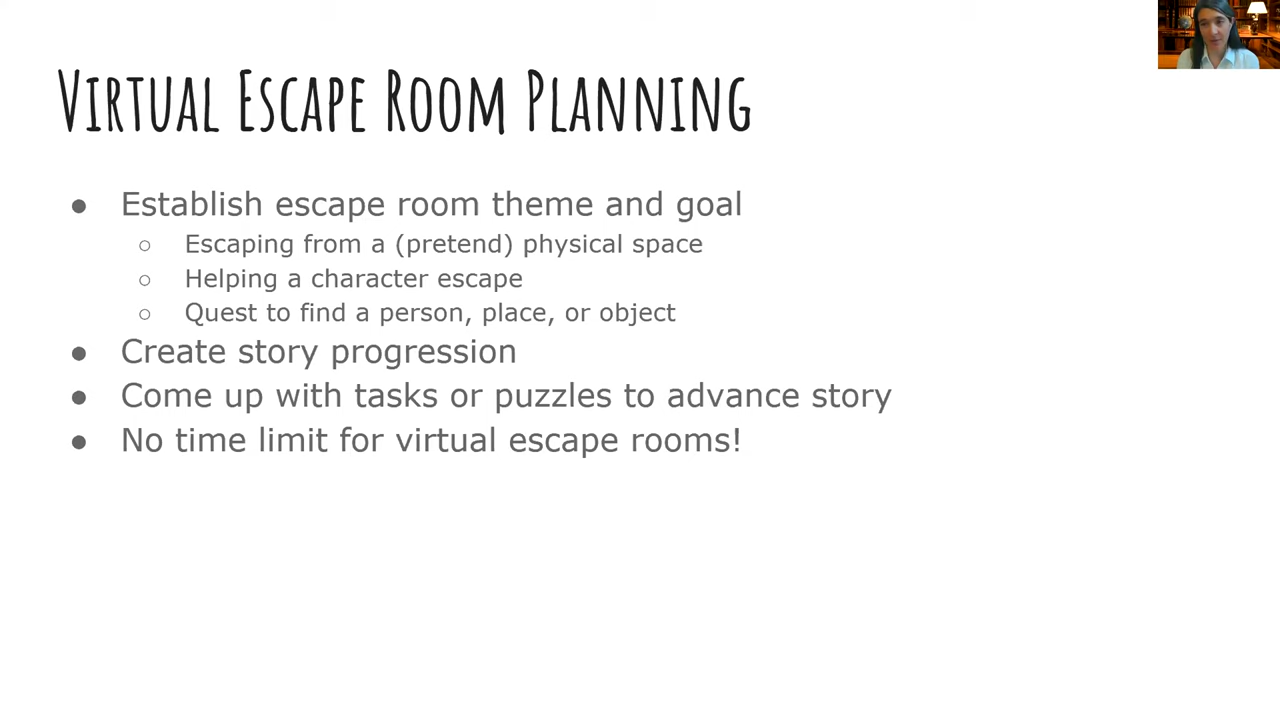 Virtual Escape Room Planning
● Establish escape room theme and goal
○ Escaping from a (pretend) physical space
○ Helping a character escape
○ Quest to find a person, place, or object
● Create story progression
● Come up with tasks or puzzles to advance story
● No time limit for virtual escape rooms!